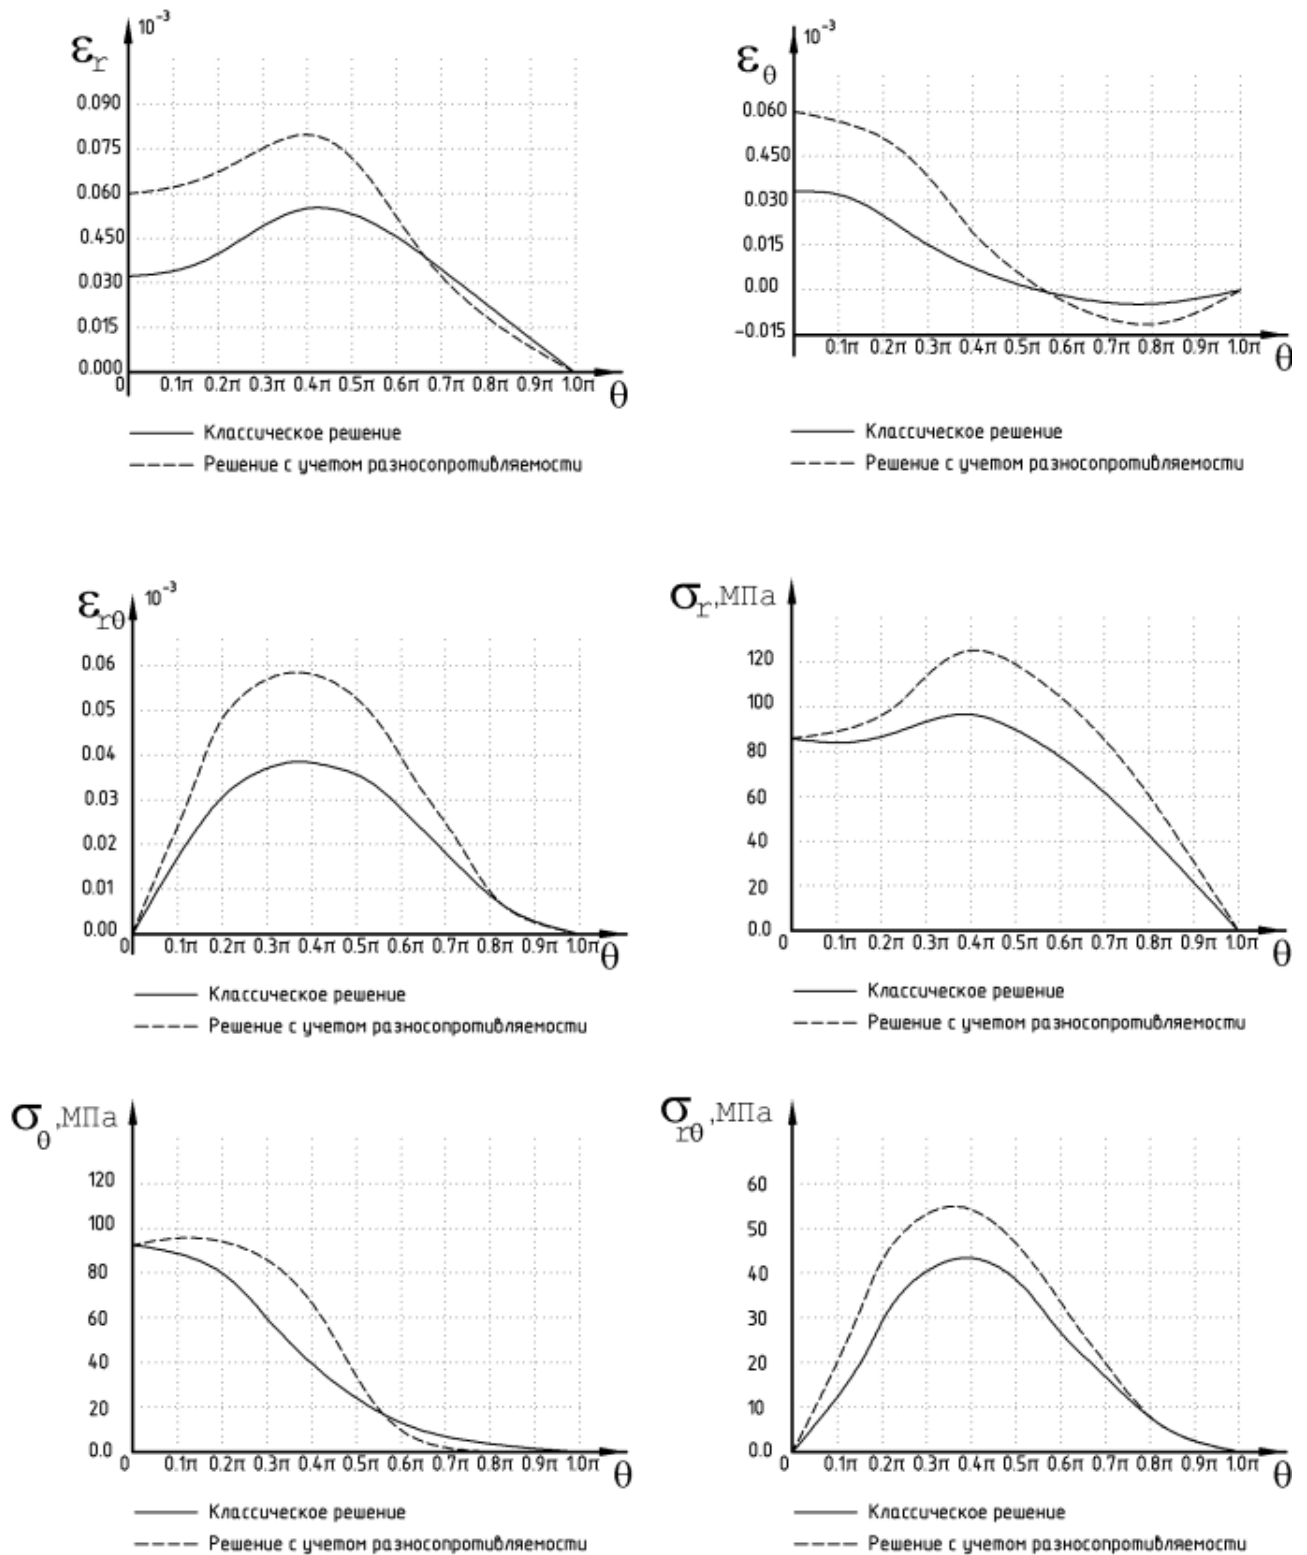 εr 10⁻³
0.090
0.075
0.060
0.450
0.030
0.015
0.000
0 0.1π 0.2π 0.3π 0.4π 0.5π 0.6π 0.7π 0.8π 0.9π 1.0π θ
Классическое решение
Решение с учетом разносопротивляемости
εθ 10⁻³
0.060
0.450
0.030
0.015
0.00
-0.015
0.1π 0.2π 0.3π 0.4π 0.5π 0.6π 0.7π 0.8π 0.9π 1.0π θ
Классическое решение
Решение с учетом разносопротивляемости
εrθ 10⁻³
0.06
0.05
0.04
0.03
0.02
0.01
0.00
0 0.1π 0.2π 0.3π 0.4π 0.5π 0.6π 0.7π 0.8π 0.9π 1.0π θ
Классическое решение
Решение с учетом разносопротивляемости
σr,МПа
120
100
80
60
40
20
0.0
0 0.1π 0.2π 0.3π 0.4π 0.5π 0.6π 0.7π 0.8π 0.9π 1.0π θ
Классическое решение
Решение с учетом разносопротивляемости
σθ,МПа
120
100
80
60
40
20
0.0
0 0.1π 0.2π 0.3π 0.4π 0.5π 0.6π 0.7π 0.8π 0.9π 1.0π θ
Классическое решение
Решение с учетом разносопротивляемости
σrθ,МПа
60
50
40
30
20
10
0.0
0 0.1π 0.2π 0.3π 0.4π 0.5π 0.6π 0.7π 0.8π 0.9π 1.0π θ
Классическое решение
Решение с учетом разносопротивляемости